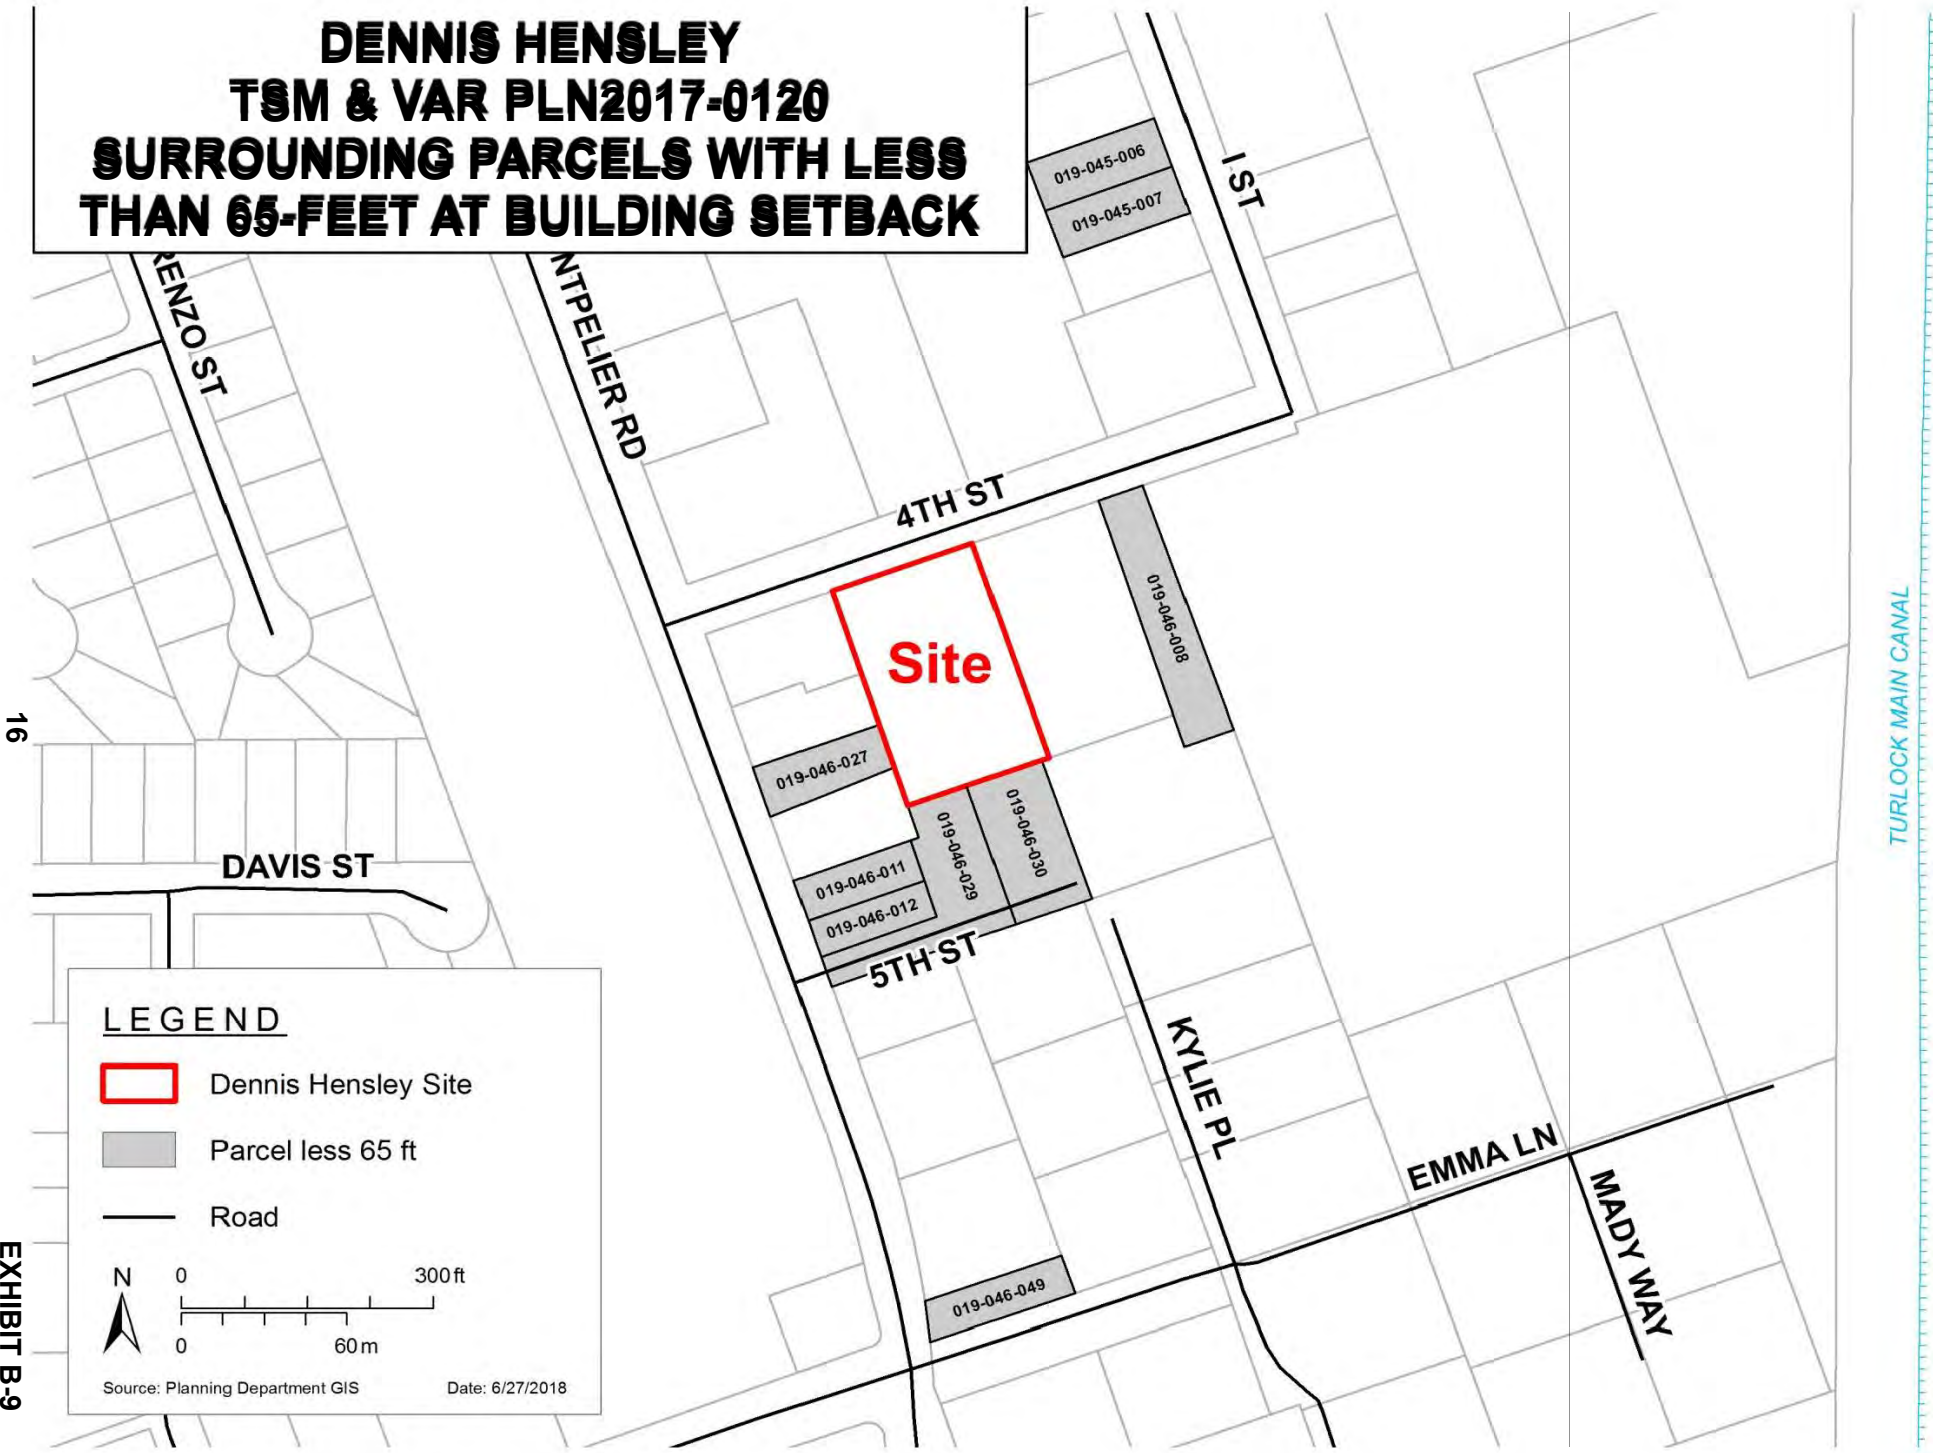 DENNIS HENSLEY
TSM & VAR PLN2017-0120
SURROUNDING PARCELS WITH LESS
THAN 65-FEET AT BUILDING SETBACK
019-045-006
019-045-007
I ST
RENZO ST
NTPELIER RD
4TH ST
019-046-008
Site
TURLOCK MAIN CANAL
019-046-027
019-046-030
019-046-029
019-046-011
019-046-012
5TH ST
DAVIS ST
KYLIE PL
EMMA LN
MADY WAY
019-046-049
LEGEND
Dennis Hensley Site
Parcel less 65 ft
Road
N
0 300 ft
0 60 m
Source: Planning Department GIS Date: 6/27/2018
16
EXHIBIT B-9